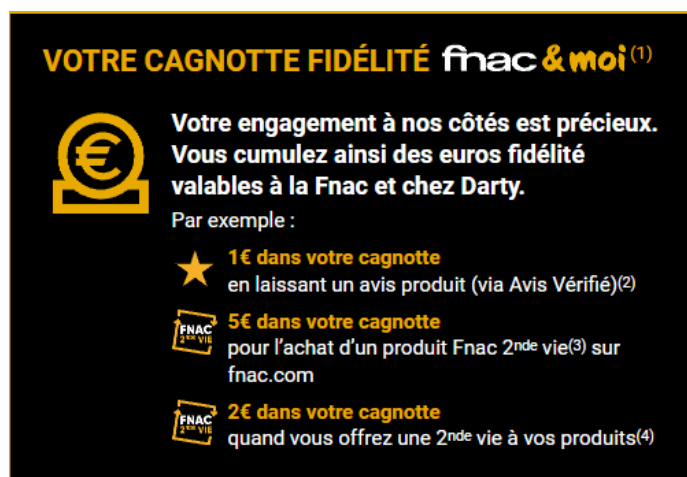 VOTRE CAGNOTTE FIDÉLITÉ fnac &moi (1)
€
Votre engagement à nos côtés est précieux.
Vous cumulez ainsi des euros fidélité
valables à la Fnac et chez Darty.
Par exemple :
1€ dans votre cagnotte
en laissant un avis produit (via Avis Vérifié)(2)
FNAC
2NDE VIE
5€ dans votre cagnotte
pour l'achat d'un produit Fnac 2nde vie(3) sur
fnac.com
FNAC
2NDE VIE
2€ dans votre cagnotte
quand vous offrez une 2nde vie à vos produits(4)